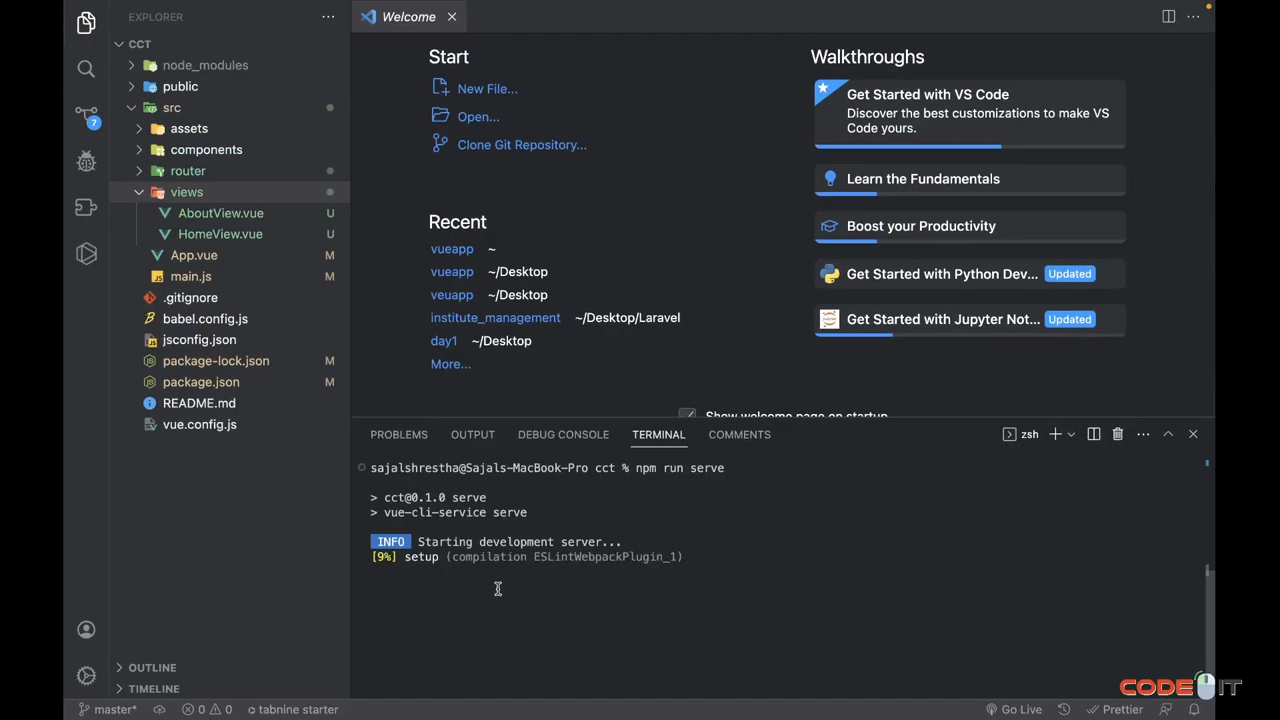 EXPLORER
CCT
node_modules
public
src
assets
components
router
views
AboutView.vue U
HomeView.vue U
App.vue M
main.js M
.gitignore
babel.config.js
jsconfig.json
package-lock.json M
package.json M
README.md
vue.config.js
OUTLINE
TIMELINE
7
Welcome
Start
New File...
Open...
Clone Git Repository...
Recent
vueapp ~
vueapp ~/Desktop
veuapp ~/Desktop
institute_management ~/Desktop/Laravel
day1 ~/Desktop
More...
Walkthroughs
Get Started with VS Code
Discover the best customizations to make VS
Code yours.
Learn the Fundamentals
Boost your Productivity
Get Started with Python Dev... Updated
Get Started with Jupyter Not... Updated
Show welcome page on startup
PROBLEMS OUTPUT DEBUG CONSOLE TERMINAL COMMENTS zsh
sajalshrestha@Sajals-MacBook-Pro cct % npm run serve
> cct@0.1.0 serve
> vue-cli-service serve
INFO Starting development server...
[9%] setup (compilation ESLintWebpackPlugin_1)
CODE IT
master* 0 0 tabnine starter Go Live Prettier